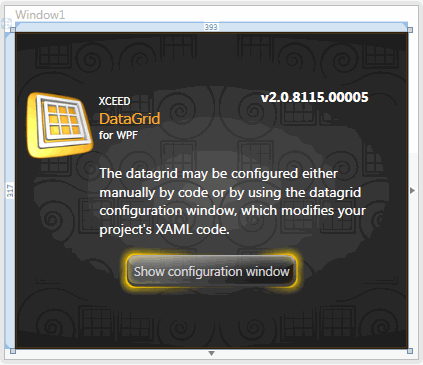 Window1
393
317
XCEED
DataGrid
for WPF
v2.0.8115.00005
The datagrid may be configured either
manually by code or by using the datagrid
configuration window, which modifies your
project's XAML code.
Show configuration window